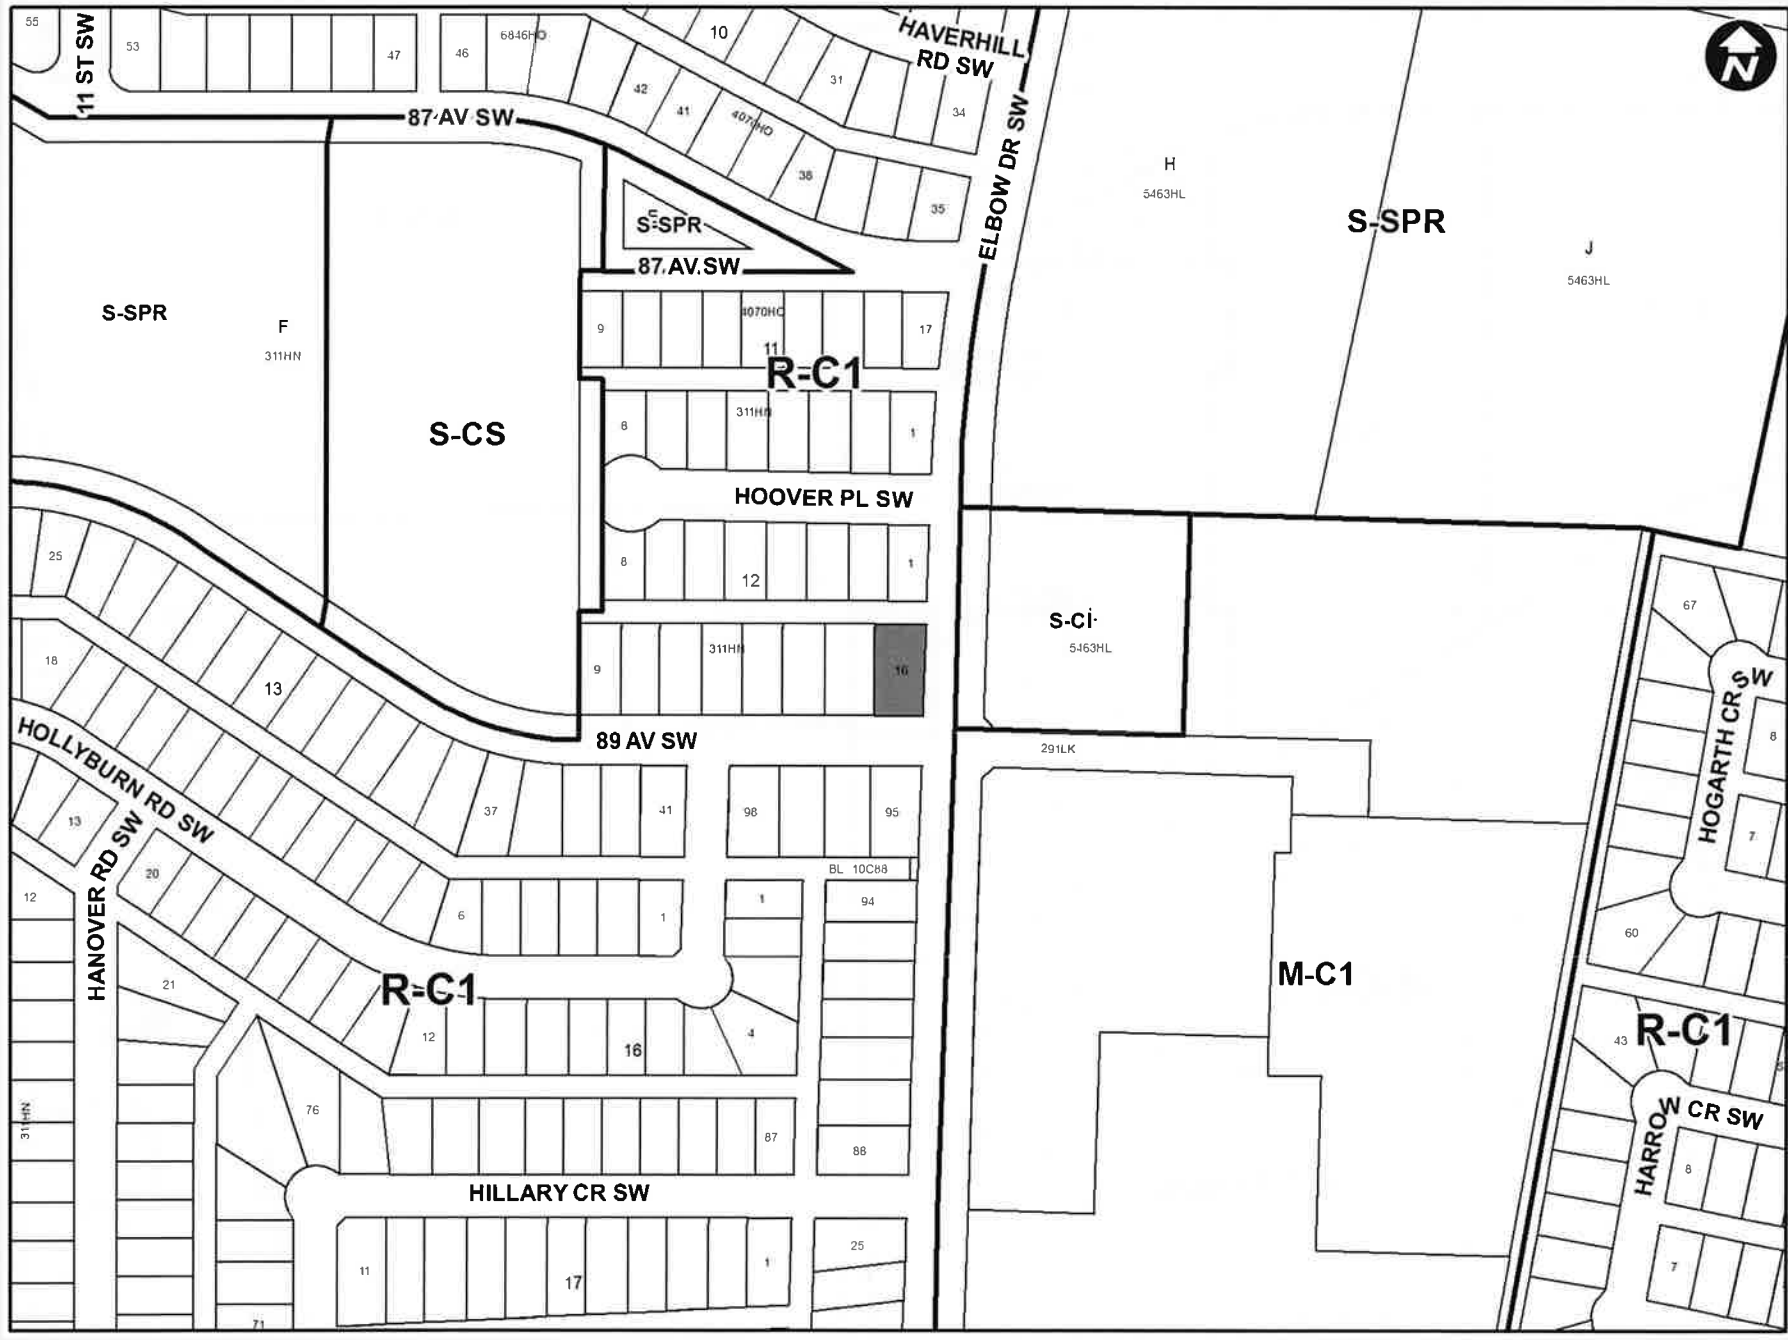 55
11 ST SW
53
47
46
6846HO
10
HAVERHILL
RD SW
N
42
41
4070HO
31
34
87 AV SW
38
35
ELBOW DR SW
H
5463HL
S-SPR
J
5463HL
E
S-SPR
87 AV SW
S-SPR
F
311HN
9
4070HO
11
17
R-C1
S-CS
8
311HN
1
HOOVER PL SW
25
8
12
1
S-CI
5463HL
67
18
13
9
311HN
16
HOGARTH CR SW
8
HOLLYBURN RD SW
89 AV SW
291LK
13
HANOVER RD SW
37
41
98
95
7
20
BL 10C88
12
6
1
1
94
60
21
R-C1
M-C1
12
16
4
43
R-C1
311HN
76
87
88
HARROW CR SW
8
HILLARY CR SW
11
17
1
25
7
71